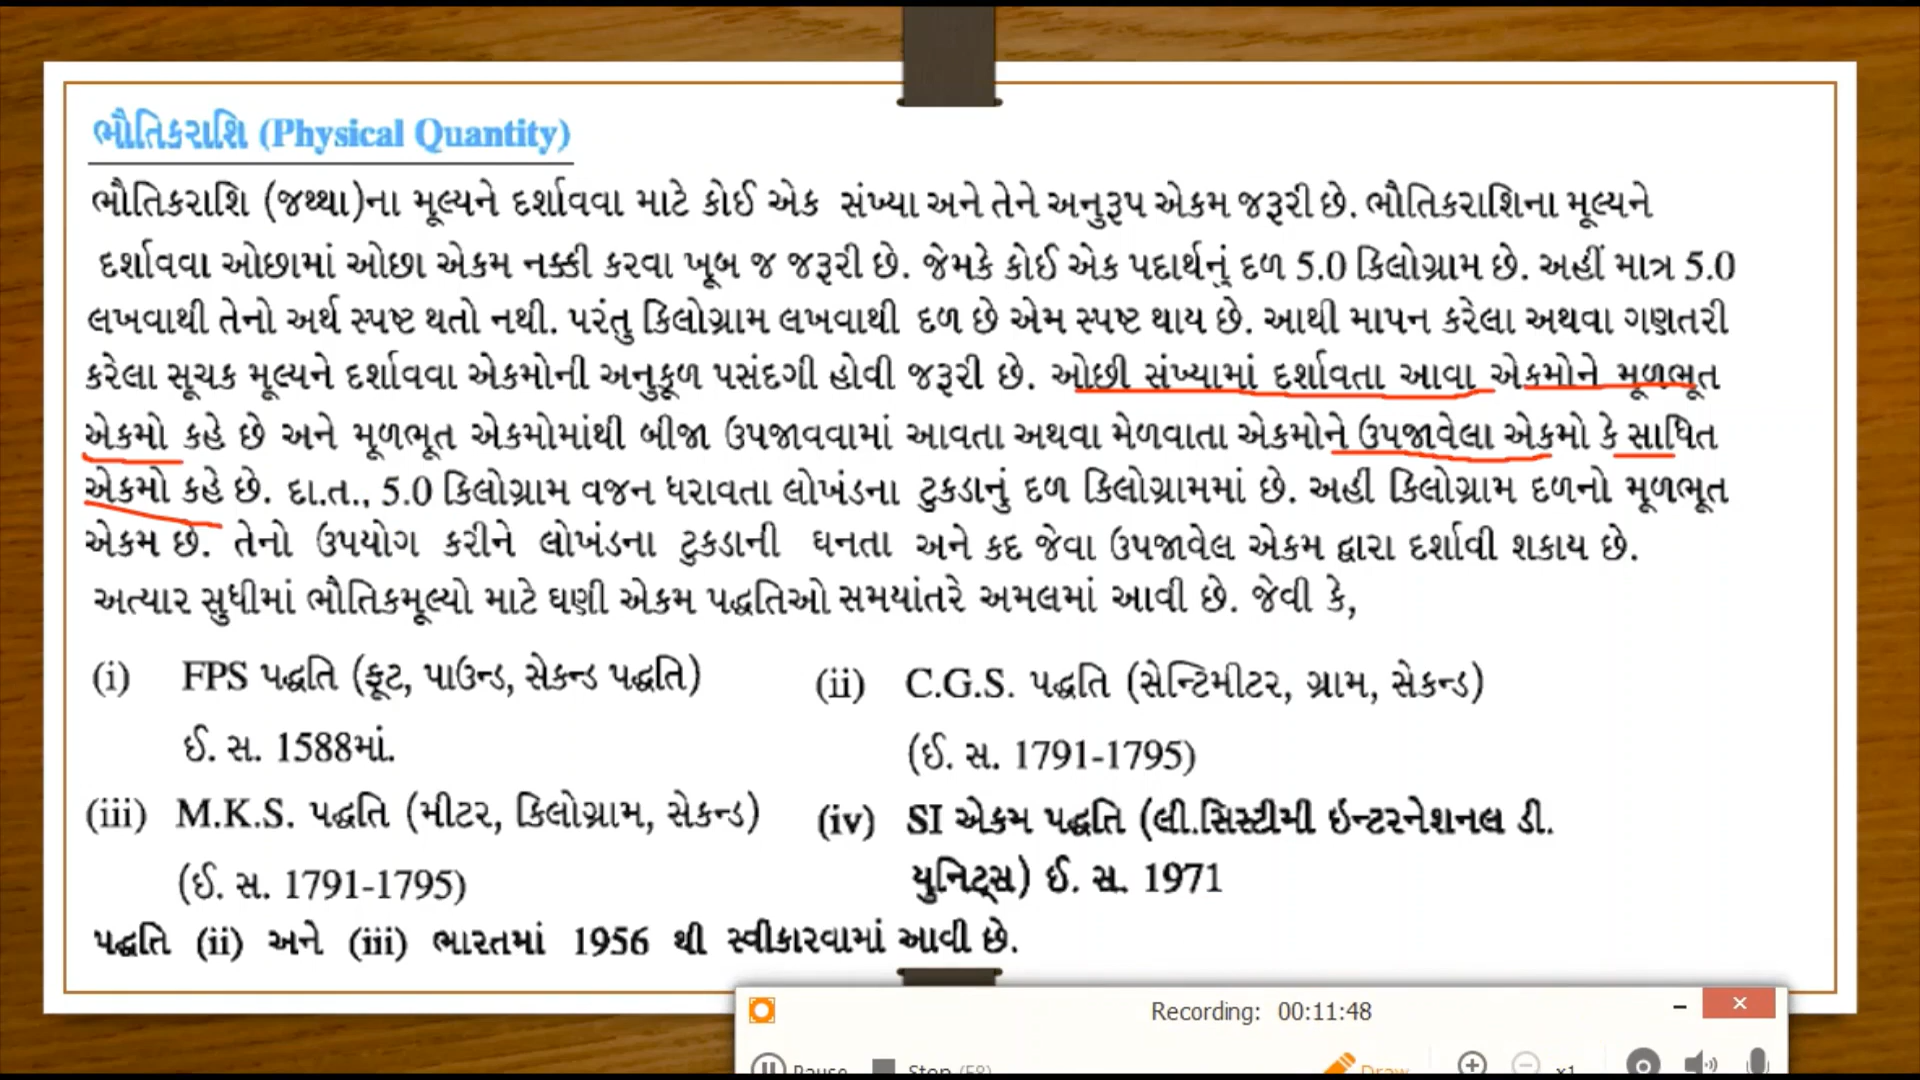 ભૌતિકરાશિ (Physical Quantity)
ભૌતિકરાશિ (જથ્થા)ના મૂલ્યને દર્શાવવા માટે કોઈ એક સંખ્યા અને તેને અનુરૂપ એકમ જરૂરી છે. ભૌતિકરાશિના મૂલ્યને
દર્શાવવા ઓછામાં ઓછા એકમ નક્કી કરવા ખૂબ જ જરૂરી છે. જેમકે કોઈ એક પદાર્થનું દળ 5.0 કિલોગ્રામ છે. અહીં માત્ર 5.0
લખવાથી તેનો અર્થ સ્પષ્ટ થતો નથી. પરંતુ કિલોગ્રામ લખવાથી દળ છે એમ સ્પષ્ટ થાય છે. આથી માપન કરેલા અથવા ગણતરી
કરેલા સૂચક મૂલ્યને દર્શાવવા એકમોની અનુકૂળ પસંદગી હોવી જરૂરી છે. ઓછી સંખ્યામાં દર્શાવતા આવા એકમોને મૂળભૂત
એકમો કહે છે અને મૂળભૂત એકમોમાંથી બીજા ઉપજાવવામાં આવતા અથવા મેળવાતા એકમોને ઉપજાવેલા એકમો કે સાધિત
એકમો કહે છે. દા.ત., 5.0 કિલોગ્રામ વજન ધરાવતા લોખંડના ટુકડાનું દળ કિલોગ્રામમાં છે. અહીં કિલોગ્રામ દળનો મૂળભૂત
એકમ છે. તેનો ઉપયોગ કરીને લોખંડના ટુકડાની ઘનતા અને કદ જેવા ઉપજાવેલ એકમ દ્વારા દર્શાવી શકાય છે.
અત્યાર સુધીમાં ભૌતિકમૂલ્યો માટે ઘણી એકમ પદ્ધતિઓ સમયાંતરે અમલમાં આવી છે. જેવી કે,
(i) FPS પદ્ધતિ (ફૂટ, પાઉન્ડ, સેકન્ડ પદ્ધતિ)
ઈ. સ. 1588માં.
(ii) C.G.S. પદ્ધતિ (સેન્ટિમીટર, ગ્રામ, સેકન્ડ)
(ઈ. સ. 1791-1795)
(iii) M.K.S. પદ્ધતિ (મીટર, કિલોગ્રામ, સેકન્ડ)
(ઈ. સ. 1791-1795)
(iv) SI એકમ પદ્ધતિ (લી.સિસ્ટીમી ઇન્ટરનેશનલ ડી.
યુનિટ્સ) ઈ. સ. 1971
પદ્ધતિ (ii) અને (iii) ભારતમાં 1956 થી સ્વીકારવામાં આવી છે.
Recording: 00:11:48
Pause Stop (F8) Draw x1